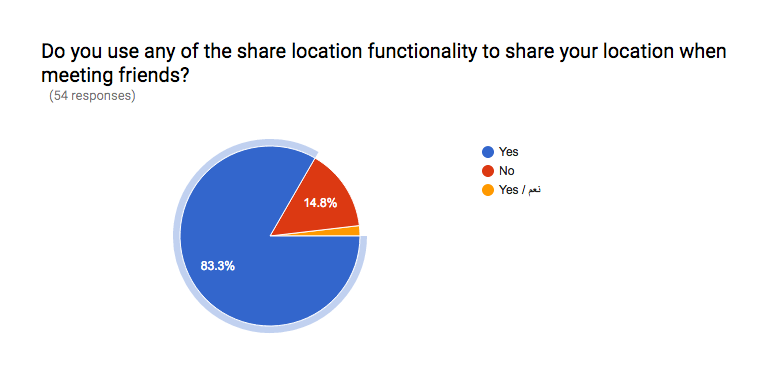 Do you use any of the share location functionality to share your location when
meeting friends?
(54 responses)
Yes
No
Yes / نعم
14.8%
83.3%